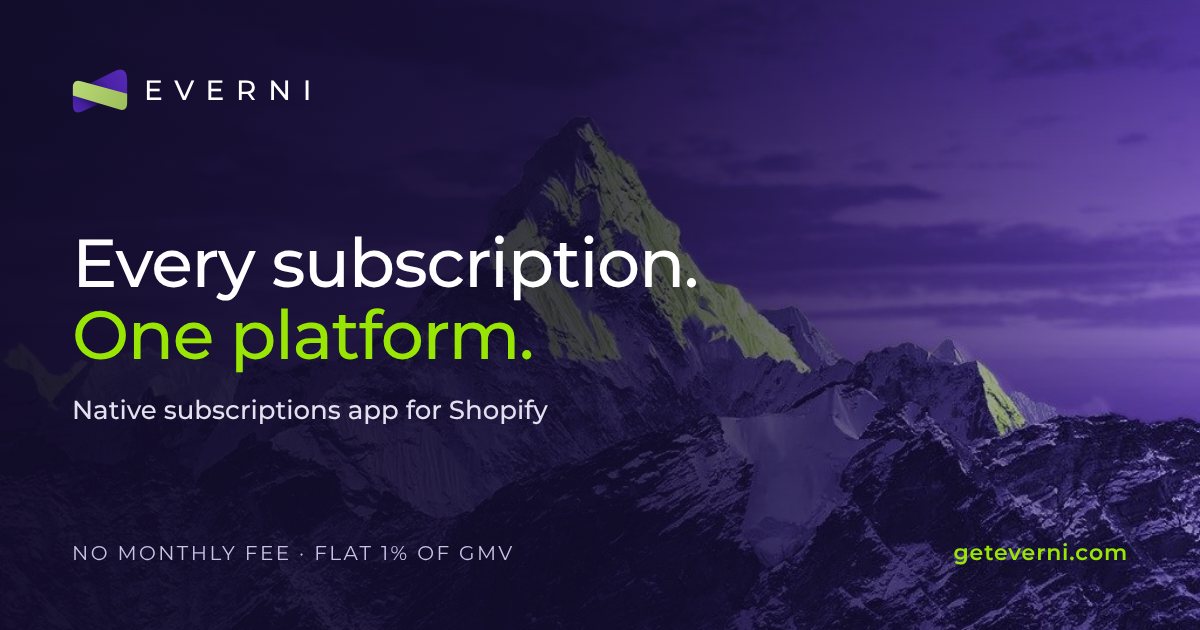 EVERNI
Every subscription.
One platform.
Native subscriptions app for Shopify
NO MONTHLY FEE · FLAT 1% OF GMV
geteverni.com